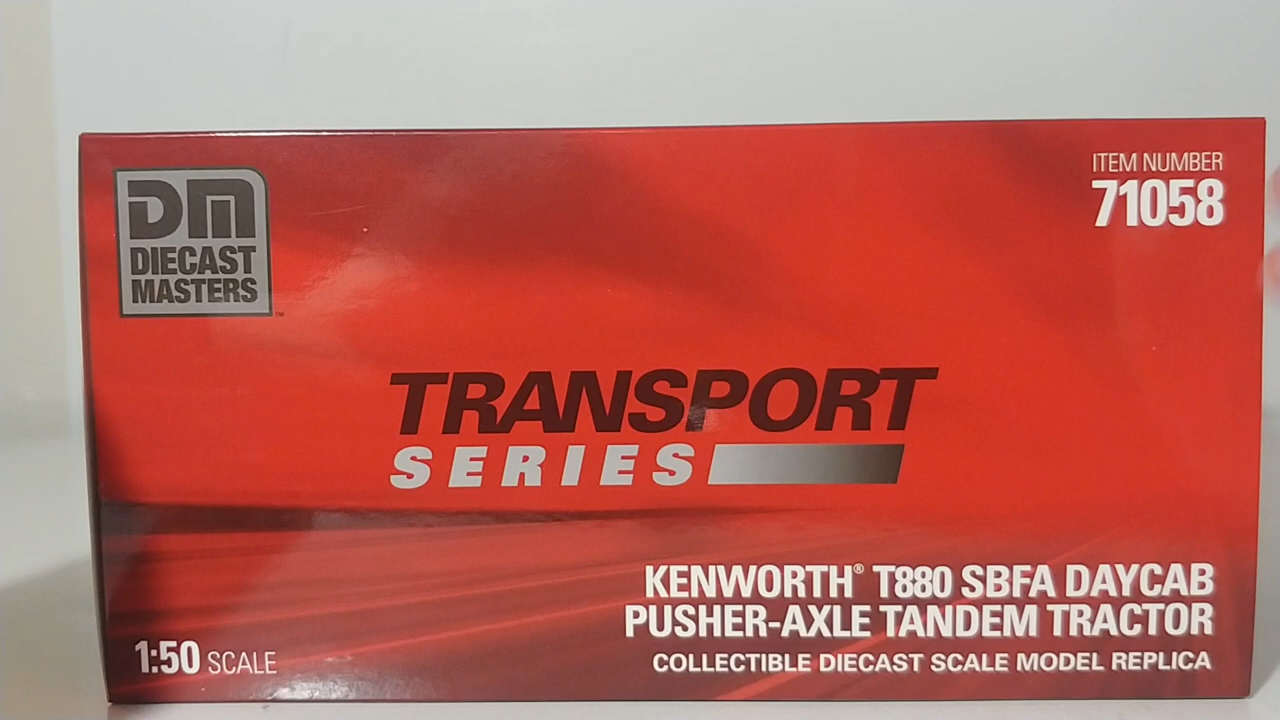 DM
DIECAST
MASTERS
™
ITEM NUMBER
71058
TRANSPORT
SERIES
KENWORTH® T880 SBFA DAYCAB
PUSHER-AXLE TANDEM TRACTOR
COLLECTIBLE DIECAST SCALE MODEL REPLICA
1:50 SCALE